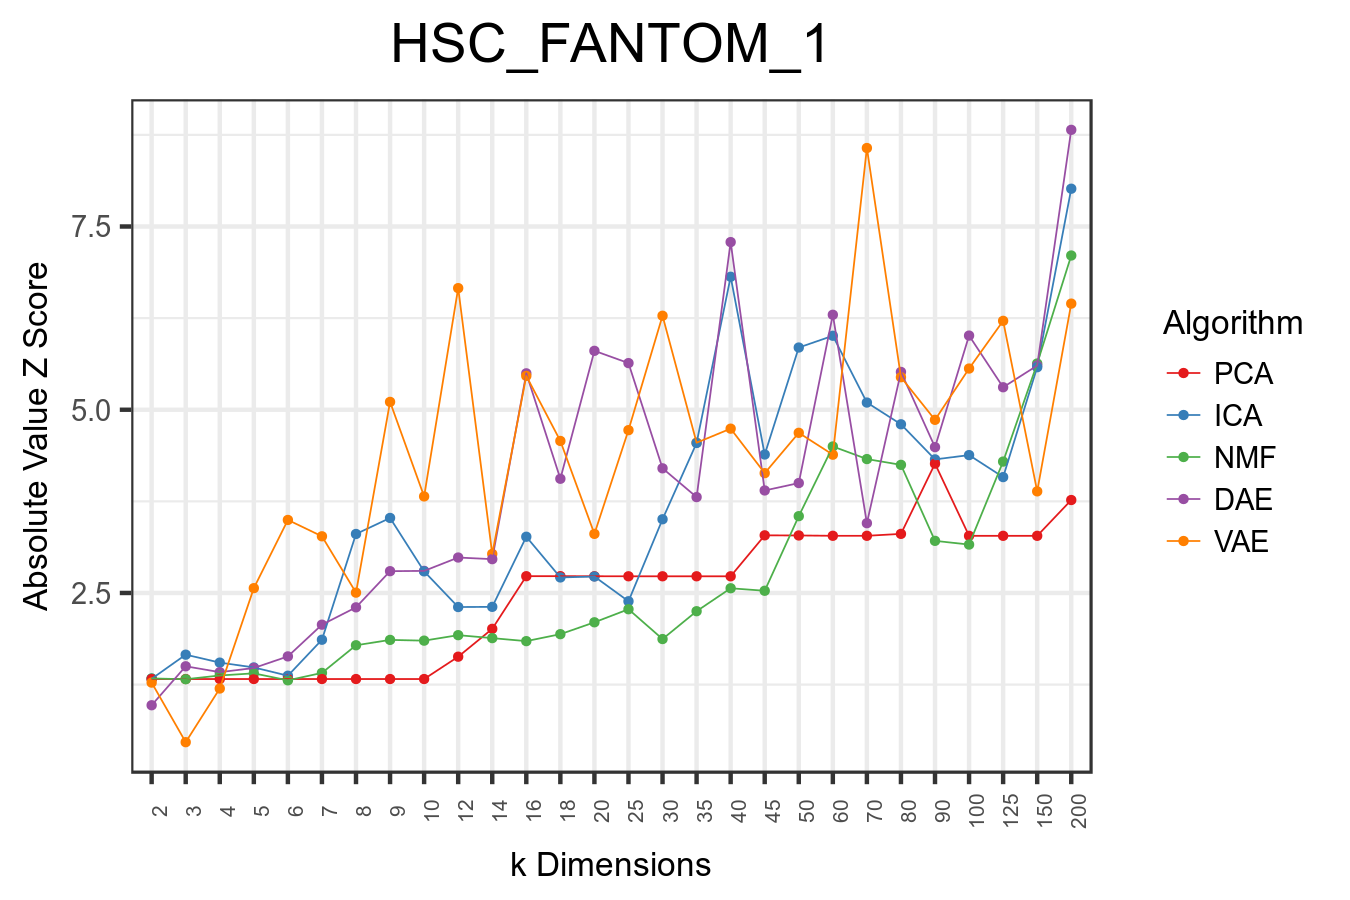 HSC_FANTOM_1
Absolute Value Z Score
7.5
5.0
2.5
2 3 4 5 6 7 8 9 10 12 14 16 18 20 25 30 35 40 45 50 60 70 80 90 100 125 150 200
k Dimensions
Algorithm
PCA
ICA
NMF
DAE
VAE